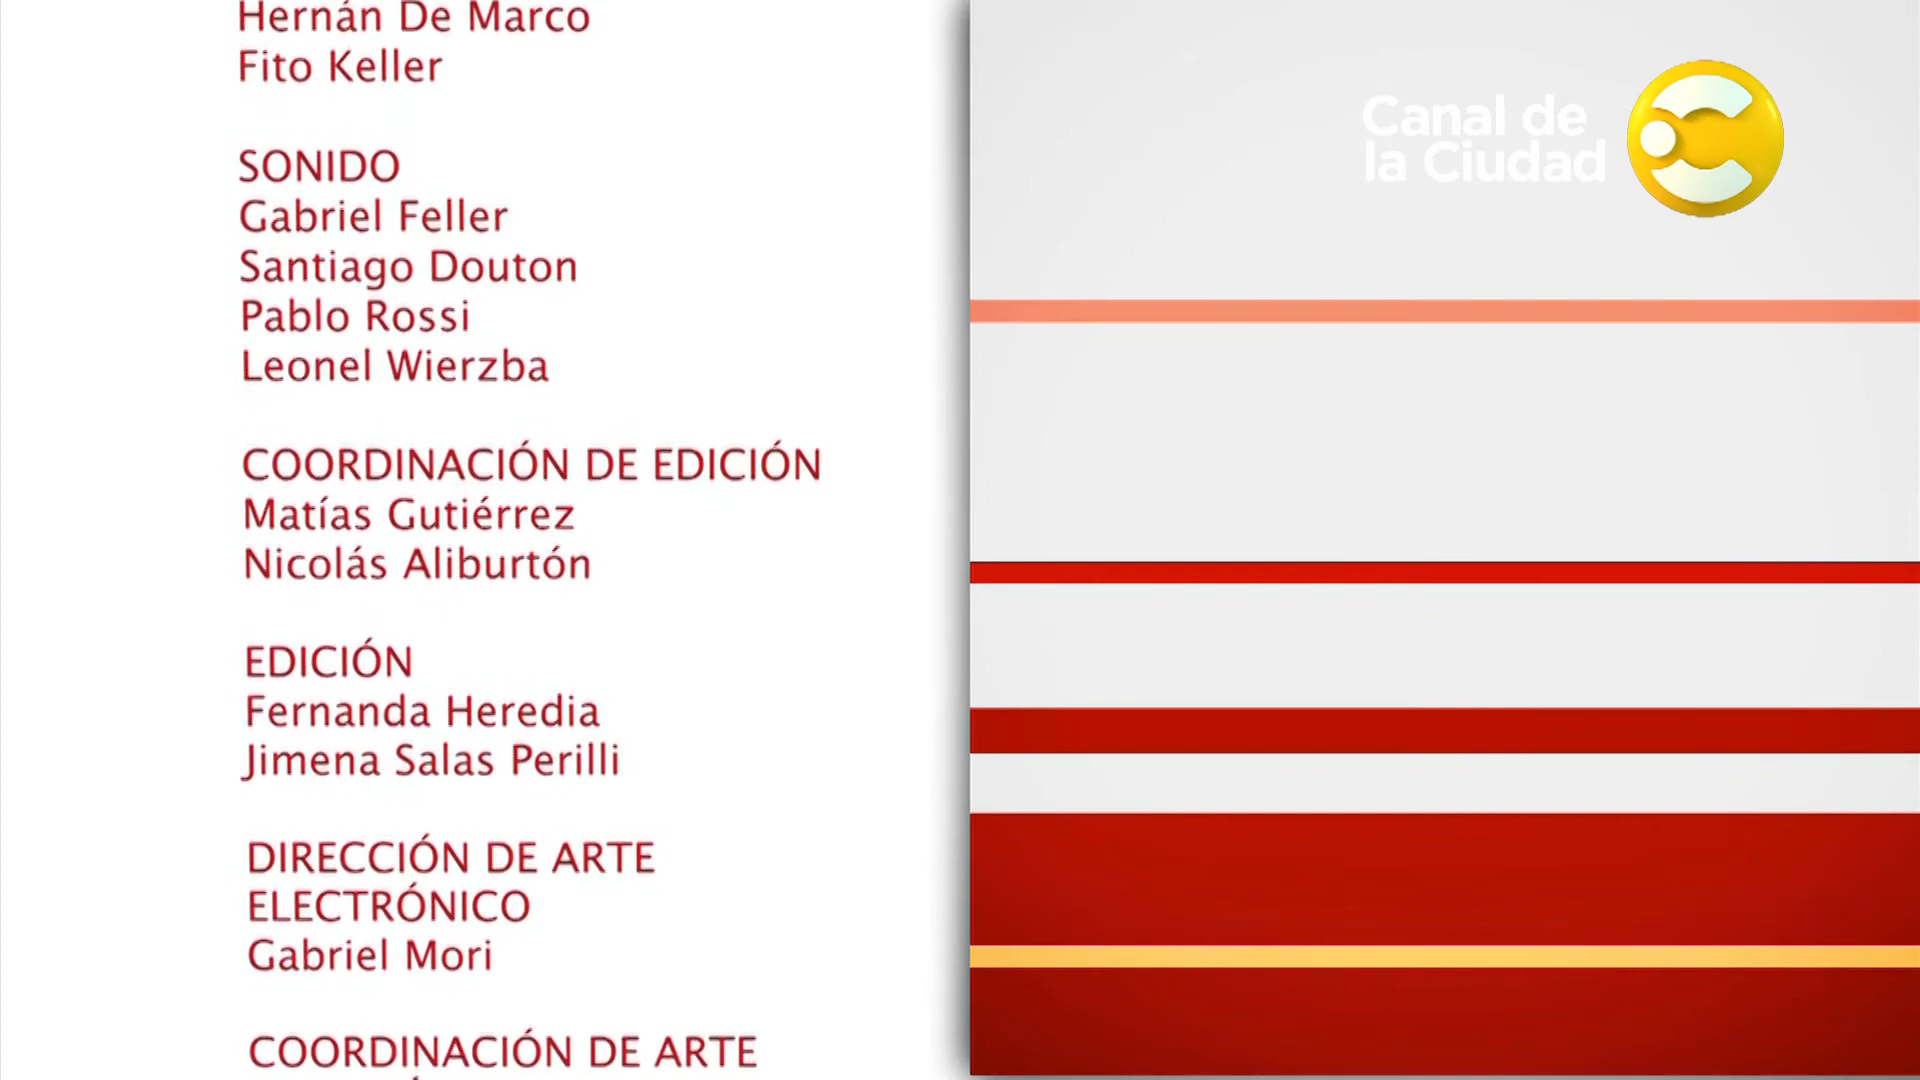 Hernán De Marco
Fito Keller
SONIDO
Gabriel Feller
Santiago Douton
Pablo Rossi
Leonel Wierzba
COORDINACIÓN DE EDICIÓN
Matías Gutiérrez
Nicolás Aliburtón
EDICIÓN
Fernanda Heredia
Jimena Salas Perilli
DIRECCIÓN DE ARTE
ELECTRÓNICO
Gabriel Mori
COORDINACIÓN DE ARTE
Canal de
la Ciudad